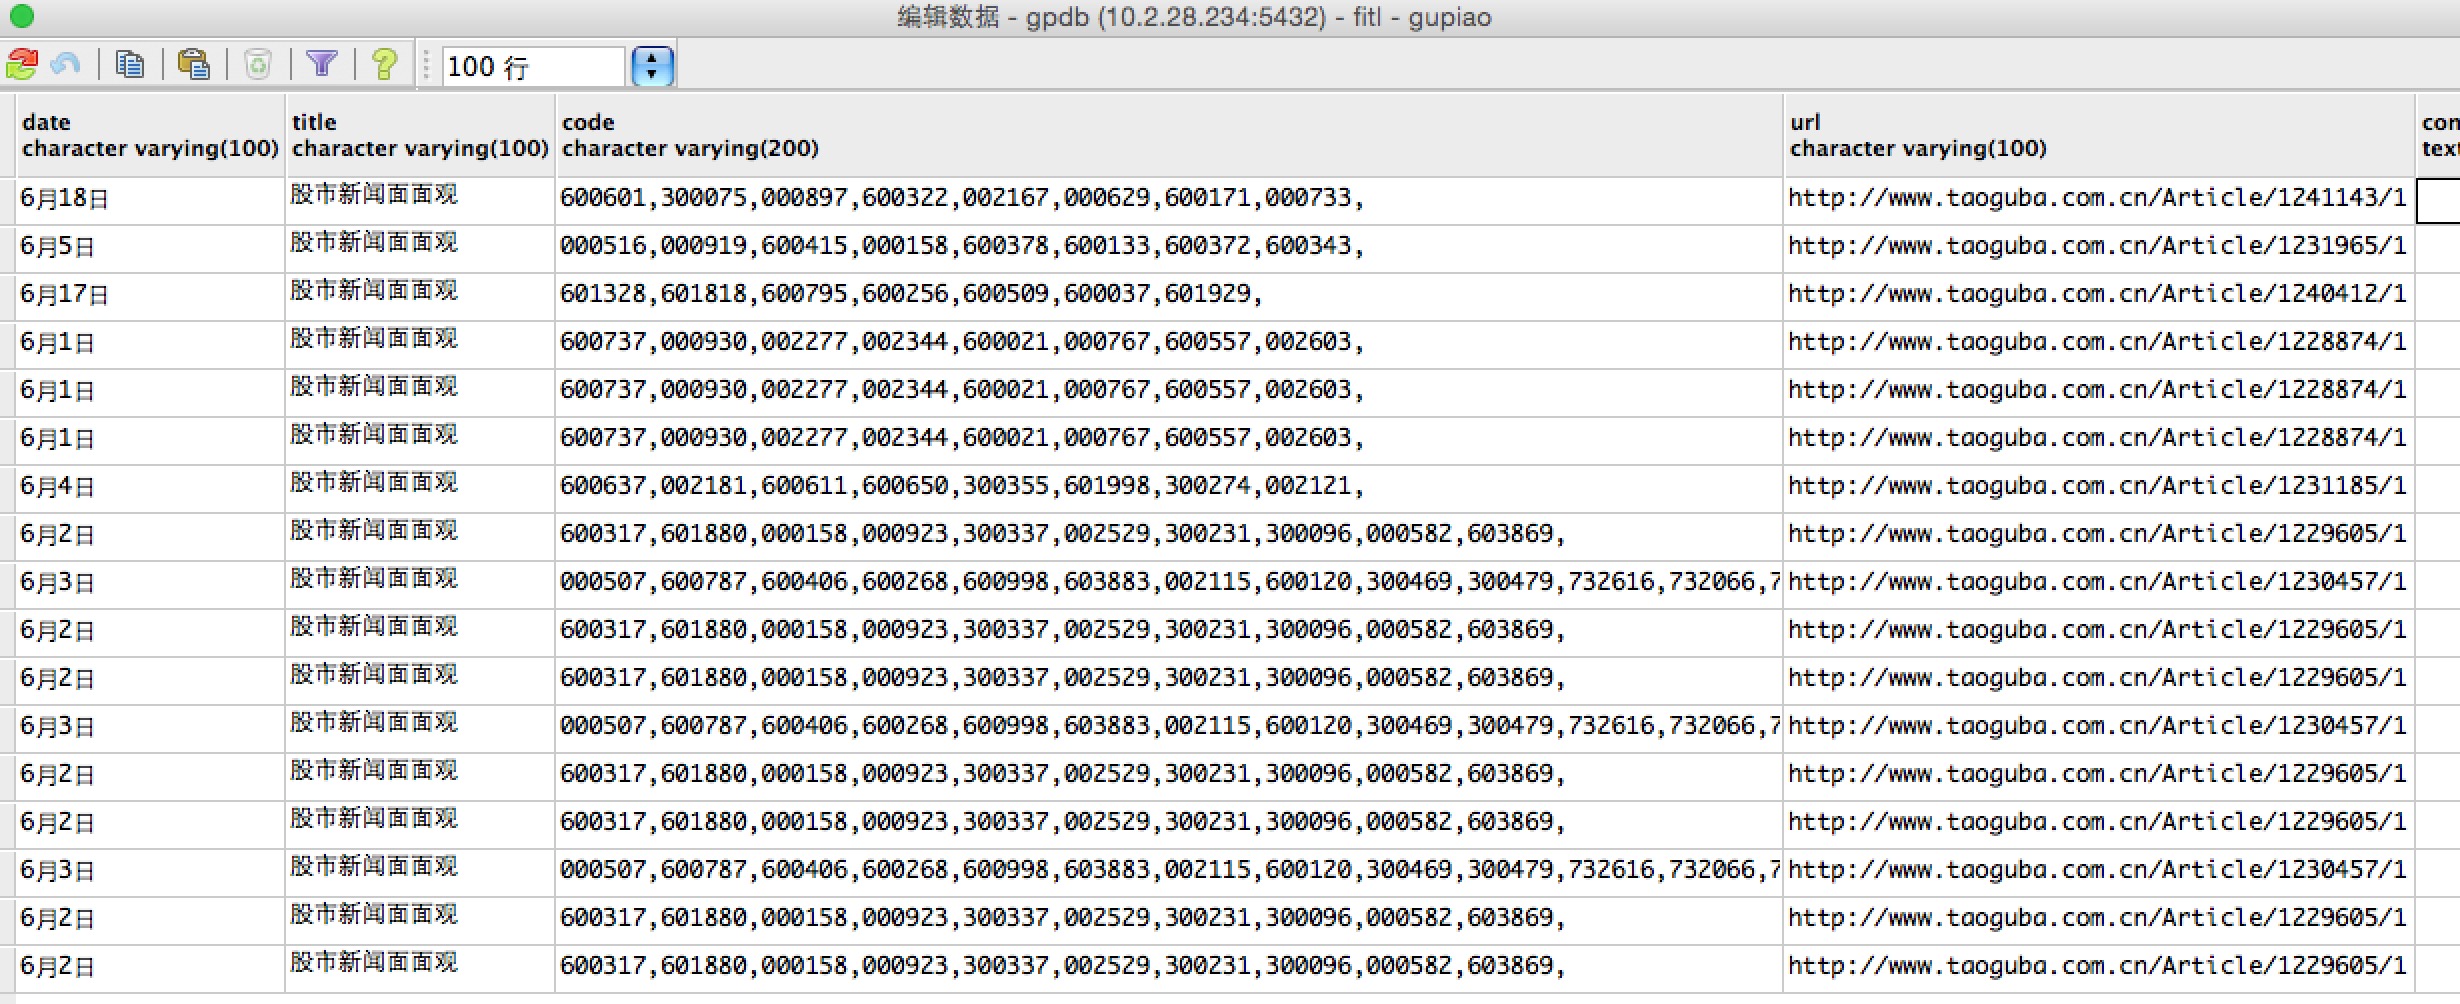 编辑数据 - gpdb (10.2.28.234:5432) - fitl - gupiao
100 行
date title code url con
character varying(100) character varying(100) character varying(200) character varying(100) text
6月18日 股市新闻面面观 600601,300075,000897,600322,002167,000629,600171,000733, http://www.taoguba.com.cn/Article/1241143/1
6月5日 股市新闻面面观 000516,000919,600415,000158,600378,600133,600372,600343, http://www.taoguba.com.cn/Article/1231965/1
6月17日 股市新闻面面观 601328,601818,600795,600256,600509,600037,601929, http://www.taoguba.com.cn/Article/1240412/1
6月1日 股市新闻面面观 600737,000930,002277,002344,600021,000767,600557,002603, http://www.taoguba.com.cn/Article/1228874/1
6月1日 股市新闻面面观 600737,000930,002277,002344,600021,000767,600557,002603, http://www.taoguba.com.cn/Article/1228874/1
6月1日 股市新闻面面观 600737,000930,002277,002344,600021,000767,600557,002603, http://www.taoguba.com.cn/Article/1228874/1
6月4日 股市新闻面面观 600637,002181,600611,600650,300355,601998,300274,002121, http://www.taoguba.com.cn/Article/1231185/1
6月2日 股市新闻面面观 600317,601880,000158,000923,300337,002529,300231,300096,000582,603869, http://www.taoguba.com.cn/Article/1229605/1
6月3日 股市新闻面面观 000507,600787,600406,600268,600998,603883,002115,600120,300469,300479,732616,732066,7 http://www.taoguba.com.cn/Article/1230457/1
6月2日 股市新闻面面观 600317,601880,000158,000923,300337,002529,300231,300096,000582,603869, http://www.taoguba.com.cn/Article/1229605/1
6月2日 股市新闻面面观 600317,601880,000158,000923,300337,002529,300231,300096,000582,603869, http://www.taoguba.com.cn/Article/1229605/1
6月3日 股市新闻面面观 000507,600787,600406,600268,600998,603883,002115,600120,300469,300479,732616,732066,7 http://www.taoguba.com.cn/Article/1230457/1
6月2日 股市新闻面面观 600317,601880,000158,000923,300337,002529,300231,300096,000582,603869, http://www.taoguba.com.cn/Article/1229605/1
6月2日 股市新闻面面观 600317,601880,000158,000923,300337,002529,300231,300096,000582,603869, http://www.taoguba.com.cn/Article/1229605/1
6月3日 股市新闻面面观 000507,600787,600406,600268,600998,603883,002115,600120,300469,300479,732616,732066,7 http://www.taoguba.com.cn/Article/1230457/1
6月2日 股市新闻面面观 600317,601880,000158,000923,300337,002529,300231,300096,000582,603869, http://www.taoguba.com.cn/Article/1229605/1
6月2日 股市新闻面面观 600317,601880,000158,000923,300337,002529,300231,300096,000582,603869, http://www.taoguba.com.cn/Article/1229605/1